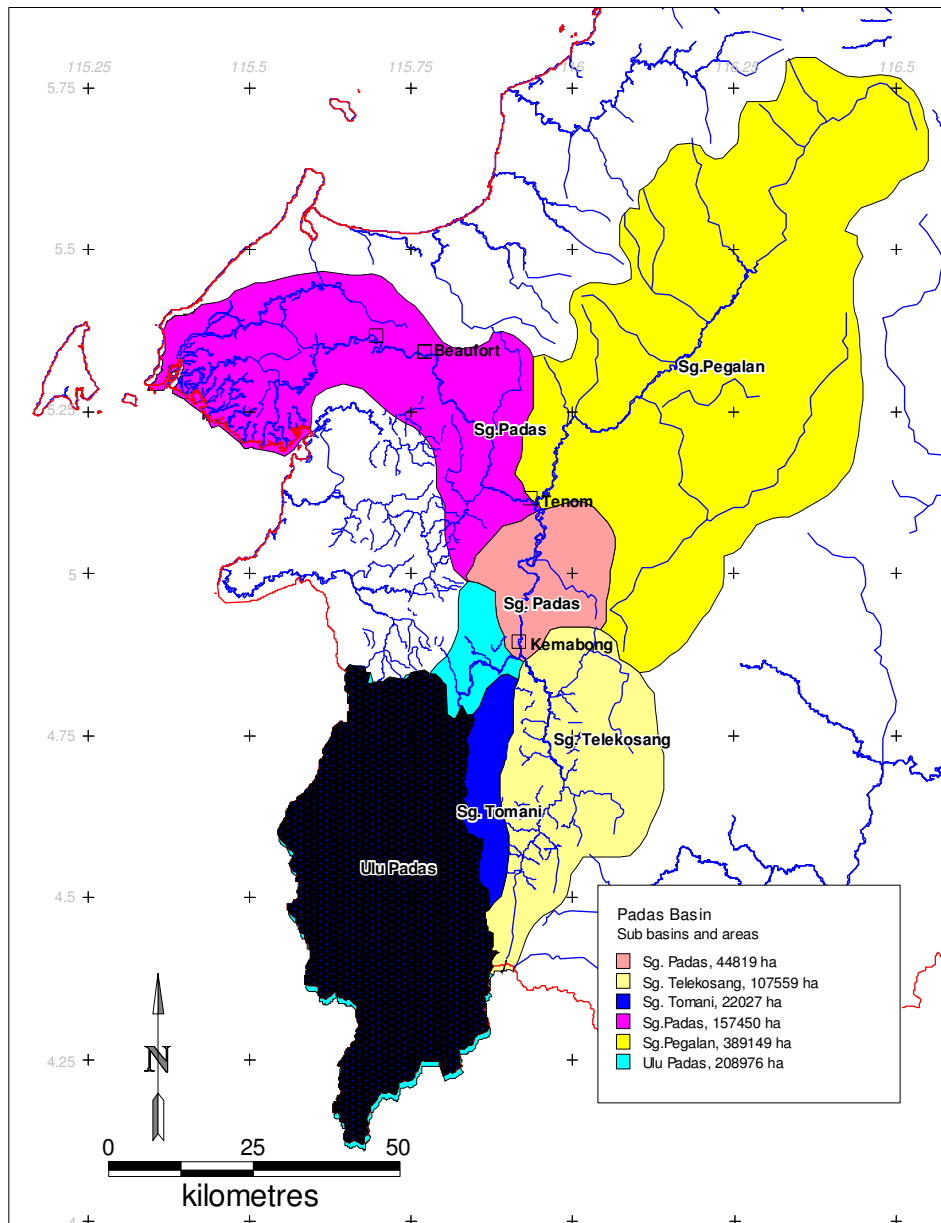 115.25 115.5 115.75 116 116.25 116.5
5.75
5.5
Beaufort
Sg.Pegalan
5.25
Sg.Padas
Tenom
5
Sg. Padas
Kemabong
4.75
Sg. Telekosang
Sg. Tomani
Ulu Padas
4.5
Padas Basin
Sub basins and areas
Sg. Padas, 44819 ha
Sg. Telekosang, 107559 ha
Sg. Tomani, 22027 ha
Sg.Padas, 157450 ha
Sg.Pegalan, 389149 ha
Ulu Padas, 208976 ha
4.25
N
0 25 50
kilometres
4